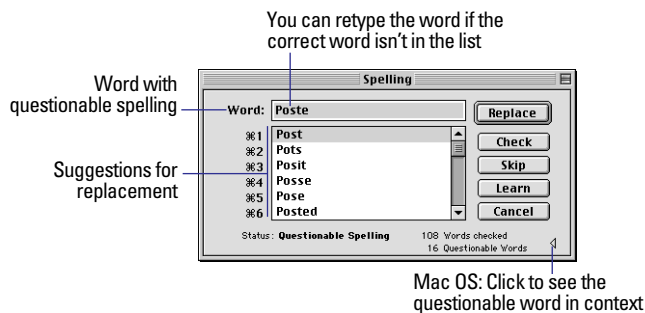 You can retype the word if the
correct word isn't in the list
Word with
questionable spelling
Suggestions for
replacement
Spelling
Word: Poste
Replace
⌘1 Post
⌘2 Pots
⌘3 Posit
⌘4 Posse
⌘5 Pose
⌘6 Posted
Check
Skip
Learn
Cancel
Status: Questionable Spelling
108 Words checked
16 Questionable Words
Mac OS: Click to see the
questionable word in context